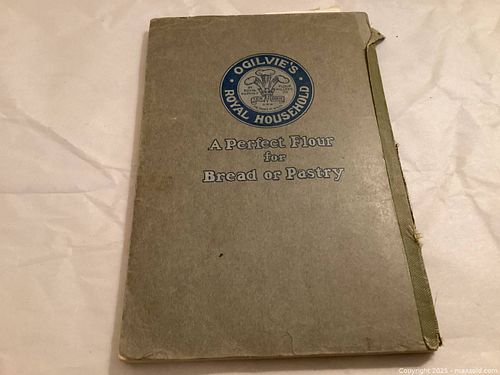 OGILVIE'S
ROYAL HOUSEHOLD
A Perfect Flour
for
Bread or Pastry
Copyright 2025 - maxsold.com